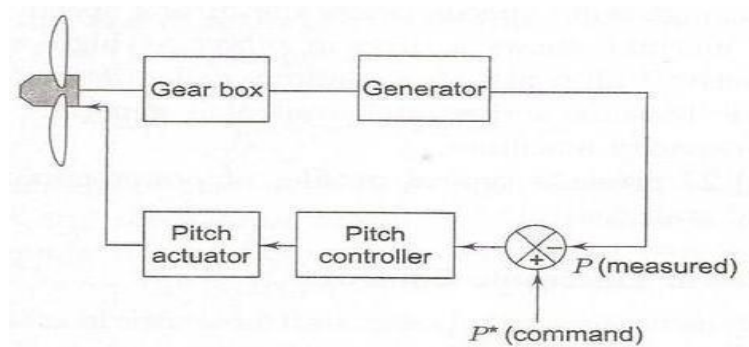 Gear box
Generator
Pitch
actuator
Pitch
controller
−
+
P (measured)
P* (command)